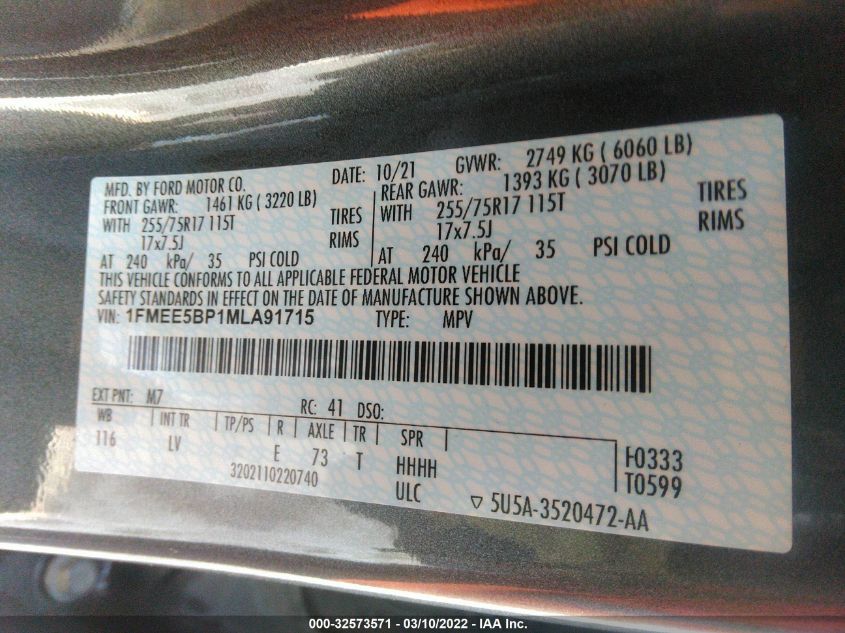 MFD. BY FORD MOTOR CO.
DATE: 10/21 GVWR: 2749 KG ( 6060 LB)
FRONT GAWR: 1461 KG ( 3220 LB) REAR GAWR: 1393 KG ( 3070 LB)
WITH 255/75R17 115T TIRES WITH 255/75R17 115T TIRES
17x7.5J RIMS 17x7.5J RIMS
AT 240 kPa/ 35 PSI COLD AT 240 kPa/ 35 PSI COLD
THIS VEHICLE CONFORMS TO ALL APPLICABLE FEDERAL MOTOR VEHICLE
SAFETY STANDARDS IN EFFECT ON THE DATE OF MANUFACTURE SHOWN ABOVE.
VIN: 1FMEE5BP1MLA91715 TYPE: MPV
EXT PNT: M7 RC: 41 DSO:
WB INT TR TP/PS R AXLE TR SPR
116 LV E 73 T HHHH F0333
3202110220740 ULC T0599
5U5A-3520472-AA
000-32573571 - 03/10/2022 - IAA Inc.